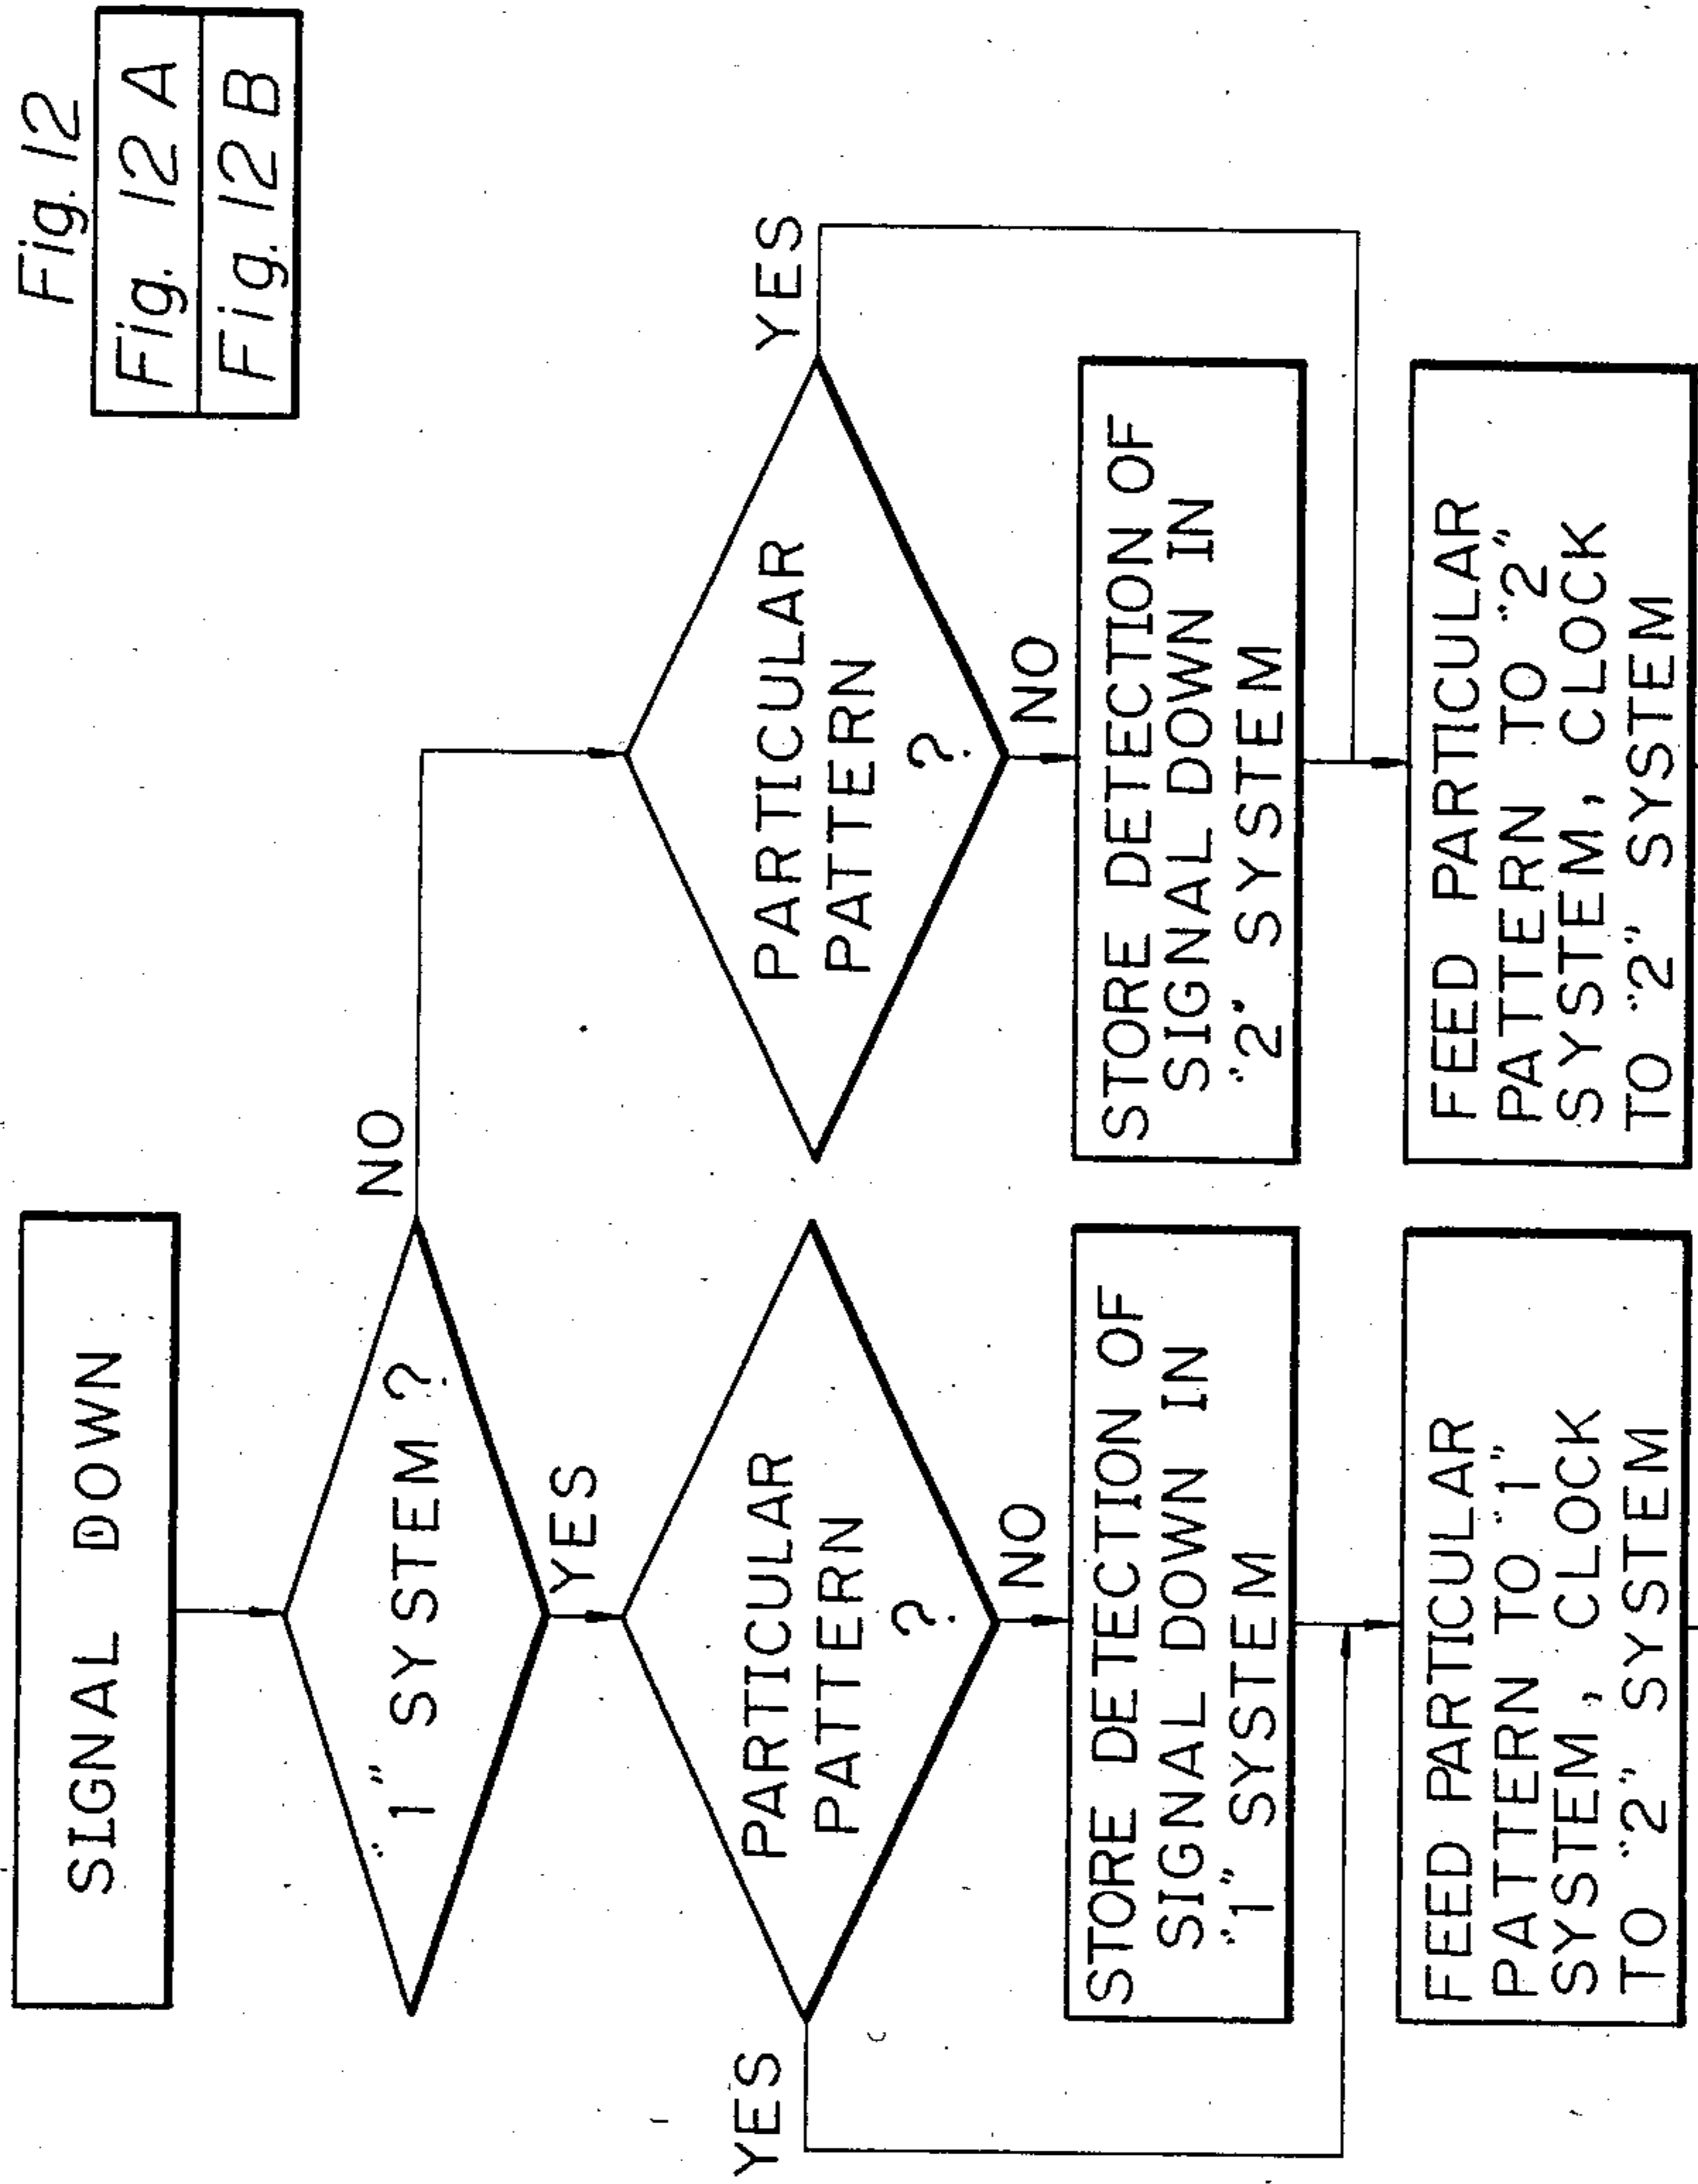 Fig. 12
Fig. 12 A
Fig. 12 B
SIGNAL DOWN
"1" SYSTEM ?
NO
YES
PARTICULAR
PATTERN
?
YES
NO
STORE DETECTION OF
SIGNAL DOWN IN
"1" SYSTEM
FEED PARTICULAR
PATTERN TO "1"
SYSTEM, CLOCK
TO "2" SYSTEM
PARTICULAR
PATTERN
?
YES
NO
STORE DETECTION OF
SIGNAL DOWN IN
"2" SYSTEM
FEED PARTICULAR
PATTERN TO "2"
SYSTEM, CLOCK
TO "2" SYSTEM